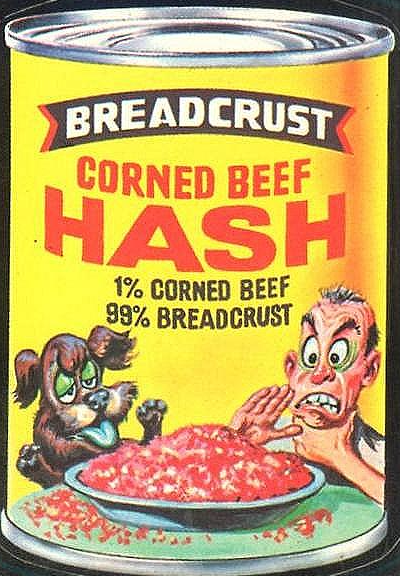 BREADCRUST
CORNED BEEF
HASH
1% CORNED BEEF
99% BREADCRUST